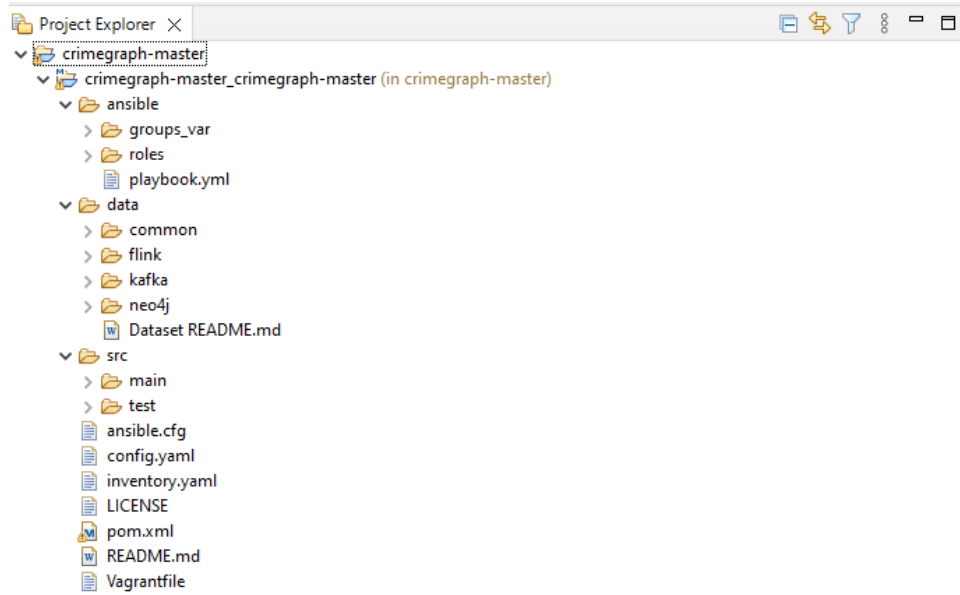 Project Explorer
crimegraph-master
crimegraph-master_crimegraph-master (in crimegraph-master)
ansible
groups_var
roles
playbook.yml
data
common
flink
kafka
neo4j
Dataset README.md
src
main
test
ansible.cfg
config.yaml
inventory.yaml
LICENSE
pom.xml
README.md
Vagrantfile